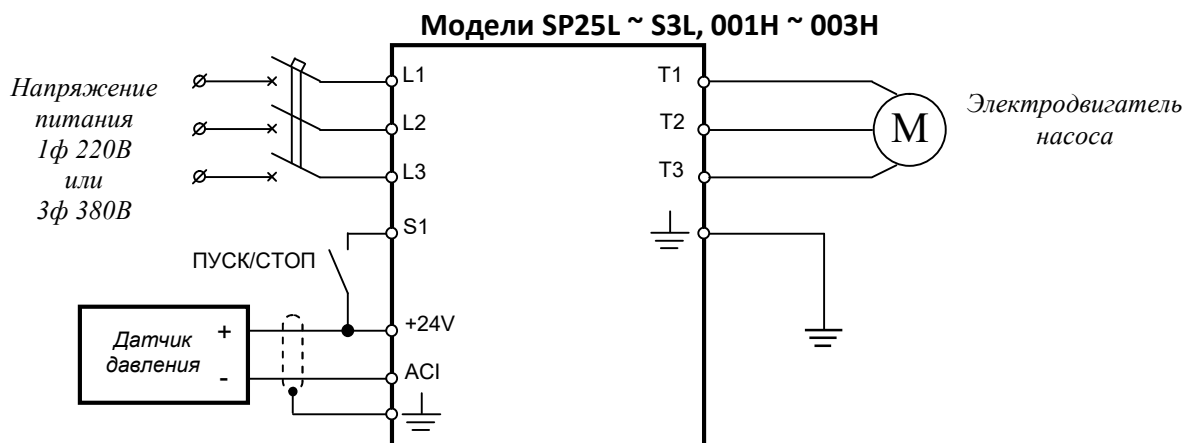 Модели SP25L ~ S3L, 001H ~ 003H
Напряжение
питания
1ф 220В
или
3ф 380В
L1
L2
L3
S1
ПУСК/СТОП
+24V
ACI
Датчик
давления
+
-
T1
T2
T3
M
Электродвигатель
насоса